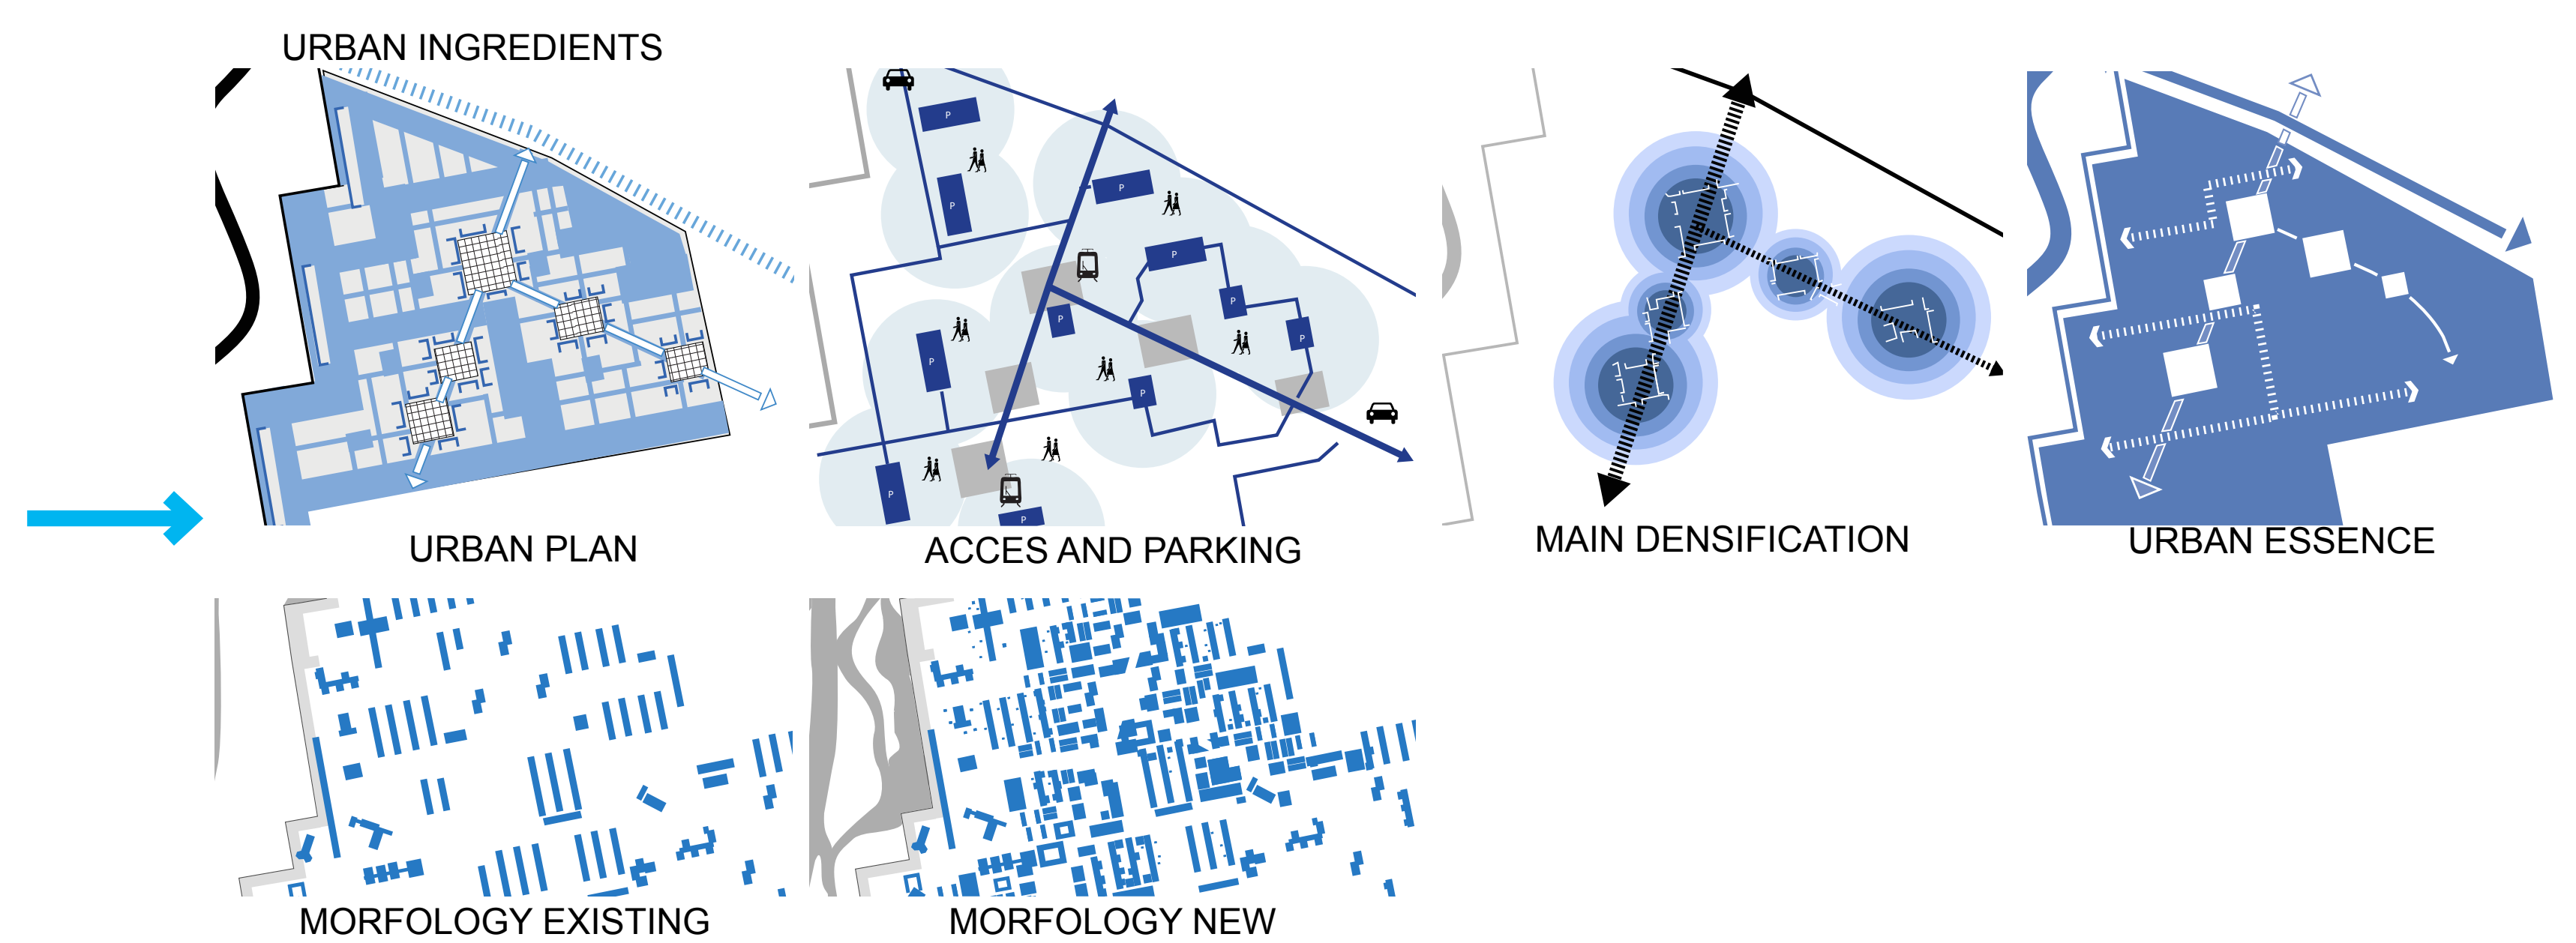 URBAN INGREDIENTS
P
P
P
P
P
P
P
P
P
P
P
URBAN PLAN
ACCES AND PARKING
MAIN DENSIFICATION
URBAN ESSENCE
MORFOLOGY EXISTING
MORFOLOGY NEW